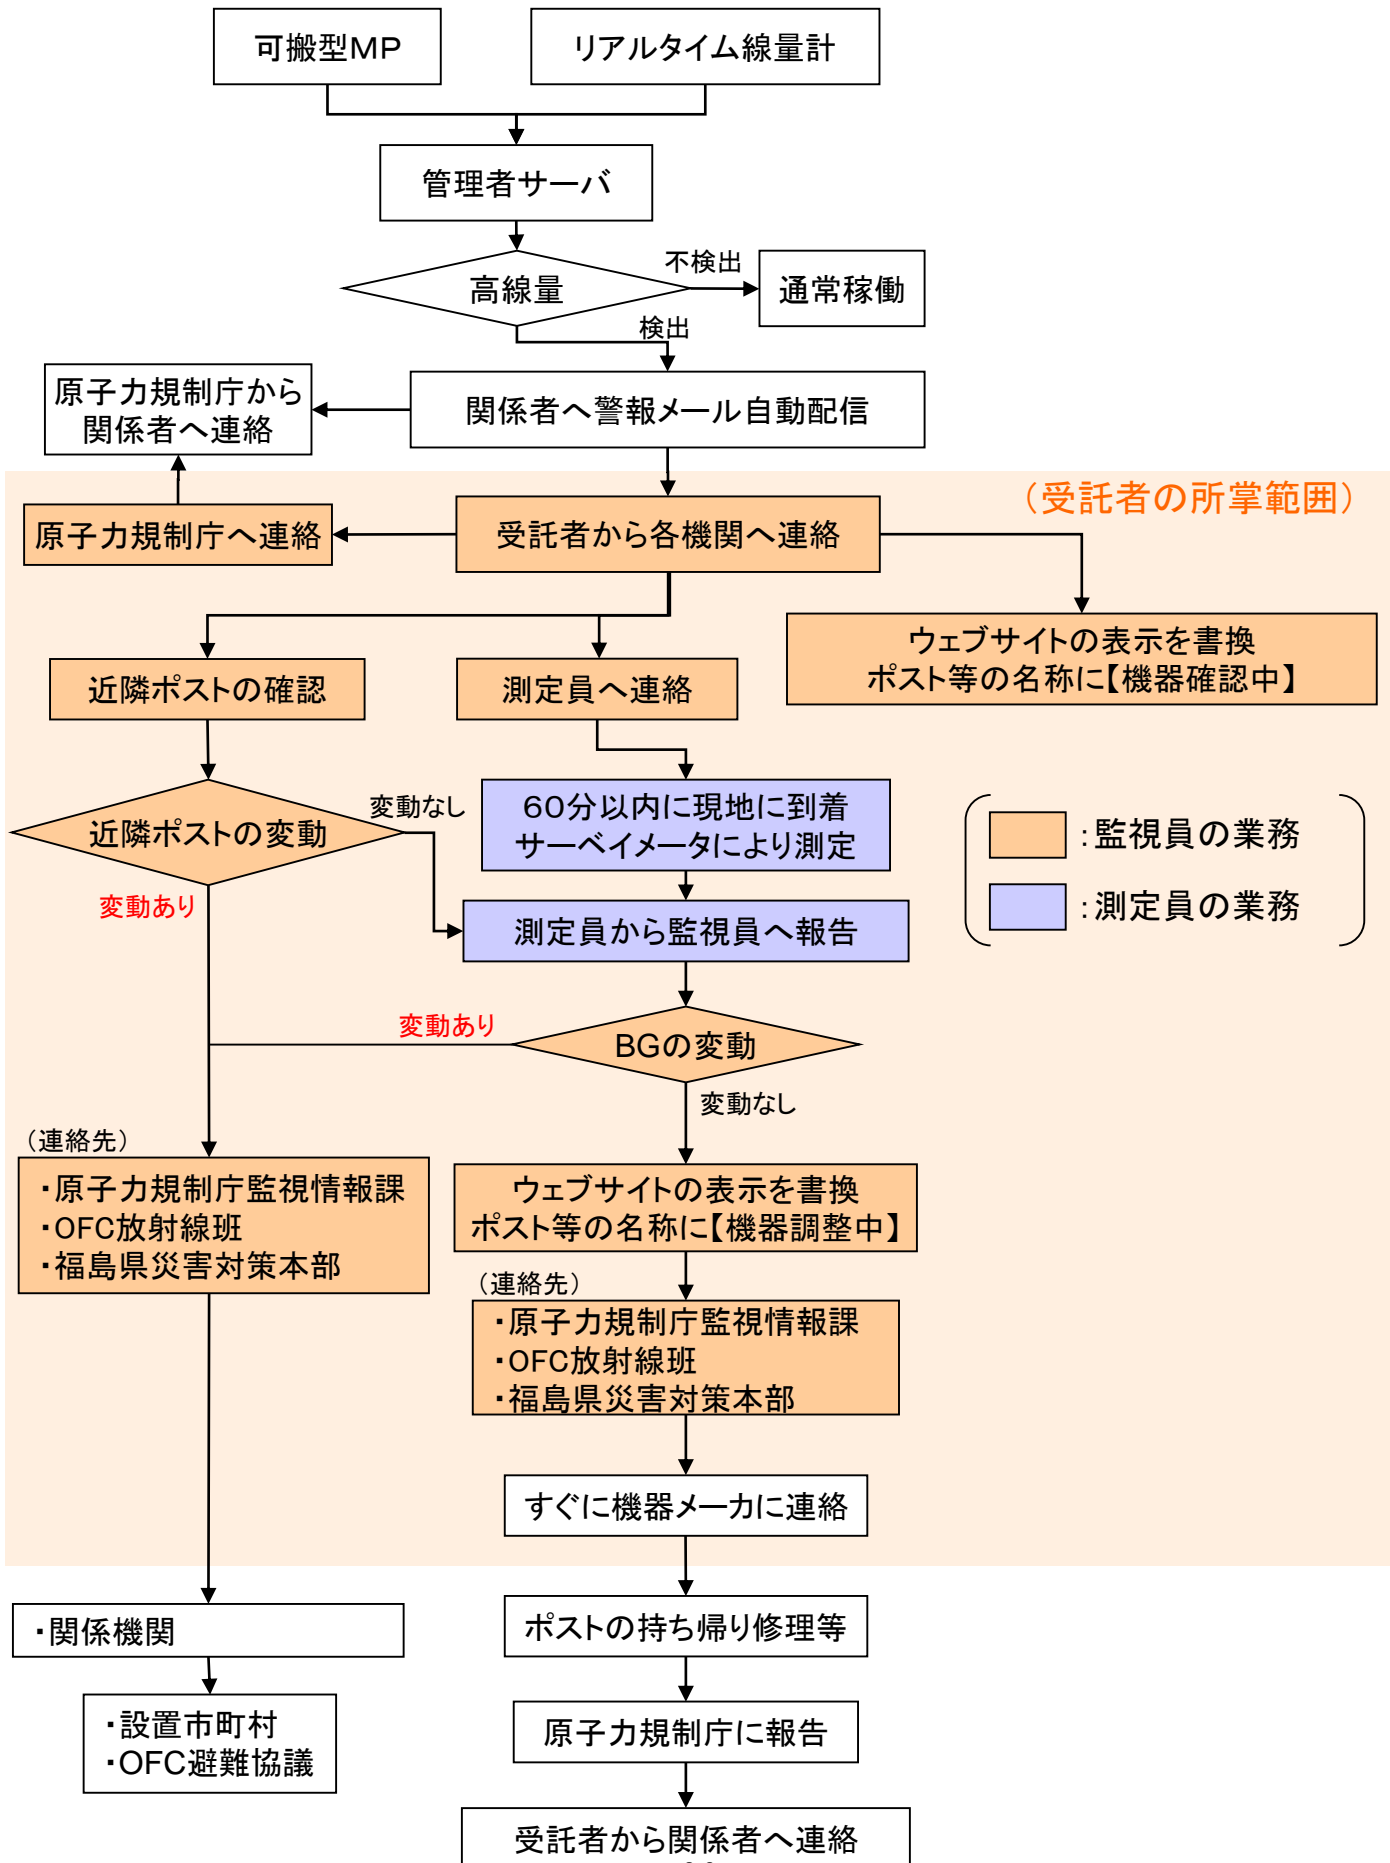 可搬型ＭＰ
リアルタイム線量計
管理者サーバ
高線量
不検出
通常稼働
検出
原子力規制庁から
関係者へ連絡
関係者へ警報メール自動配信
（受託者の所掌範囲）
原子力規制庁へ連絡
受託者から各機関へ連絡
ウェブサイトの表示を書換
ポスト等の名称に【機器確認中】
近隣ポストの確認
測定員へ連絡
近隣ポストの変動
変動なし
６０分以内に現地に到着
サーベイメータにより測定
：監視員の業務
：測定員の業務
変動あり
測定員から監視員へ報告
変動あり
BGの変動
変動なし
（連絡先）
・原子力規制庁監視情報課
・OFC放射線班
・福島県災害対策本部
ウェブサイトの表示を書換
ポスト等の名称に【機器調整中】
（連絡先）
・原子力規制庁監視情報課
・OFC放射線班
・福島県災害対策本部
すぐに機器メーカに連絡
・関係機関
ポストの持ち帰り修理等
・設置市町村
・OFC避難協議
原子力規制庁に報告
受託者から関係者へ連絡